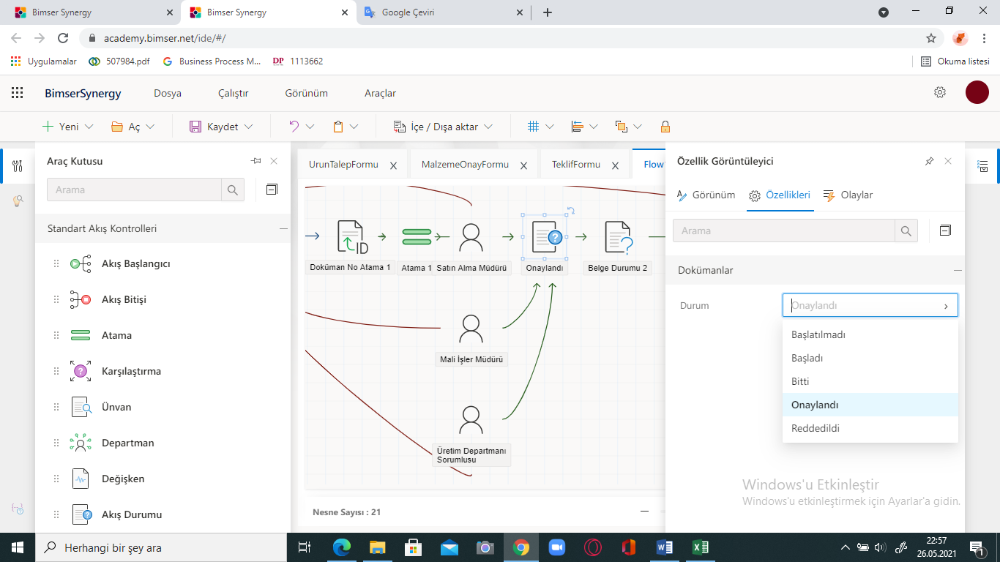 Bimser Synergy
Bimser Synergy
Google Çeviri
academy.bimser.net/ide/#/
Uygulamalar
507984.pdf
Business Process M...
DP 1113662
Okuma listesi
BimserSynergy
Dosya
Çalıştır
Görünüm
Araçlar
Yeni
Aç
Kaydet
İçe / Dışa aktar
Araç Kutusu
Arama
Standart Akış Kontrolleri
Akış Başlangıcı
Akış Bitişi
Atama
Karşılaştırma
Ünvan
Departman
Değişken
Akış Durumu
UrunTalepFormu
MalzemeOnayFormu
TeklifFormu
Flow
ID
Doküman No Atama 1
Atama 1
Satın Alma Müdürü
Onaylandı
Belge Durumu 2
Mali İşler Müdürü
Üretim Departmanı
Sorumlusu
Nesne Sayısı : 21
Özellik Görüntüleyici
Görünüm
Özellikleri
Olaylar
Arama
Dokümanlar
Durum
Onaylandı
Başlatılmadı
Başladı
Bitti
Onaylandı
Reddedildi
Windows'u Etkinleştir
Windows'u etkinleştirmek için Ayarlar'a gidin.
Herhangi bir şey ara
22:57
26.05.2021
1